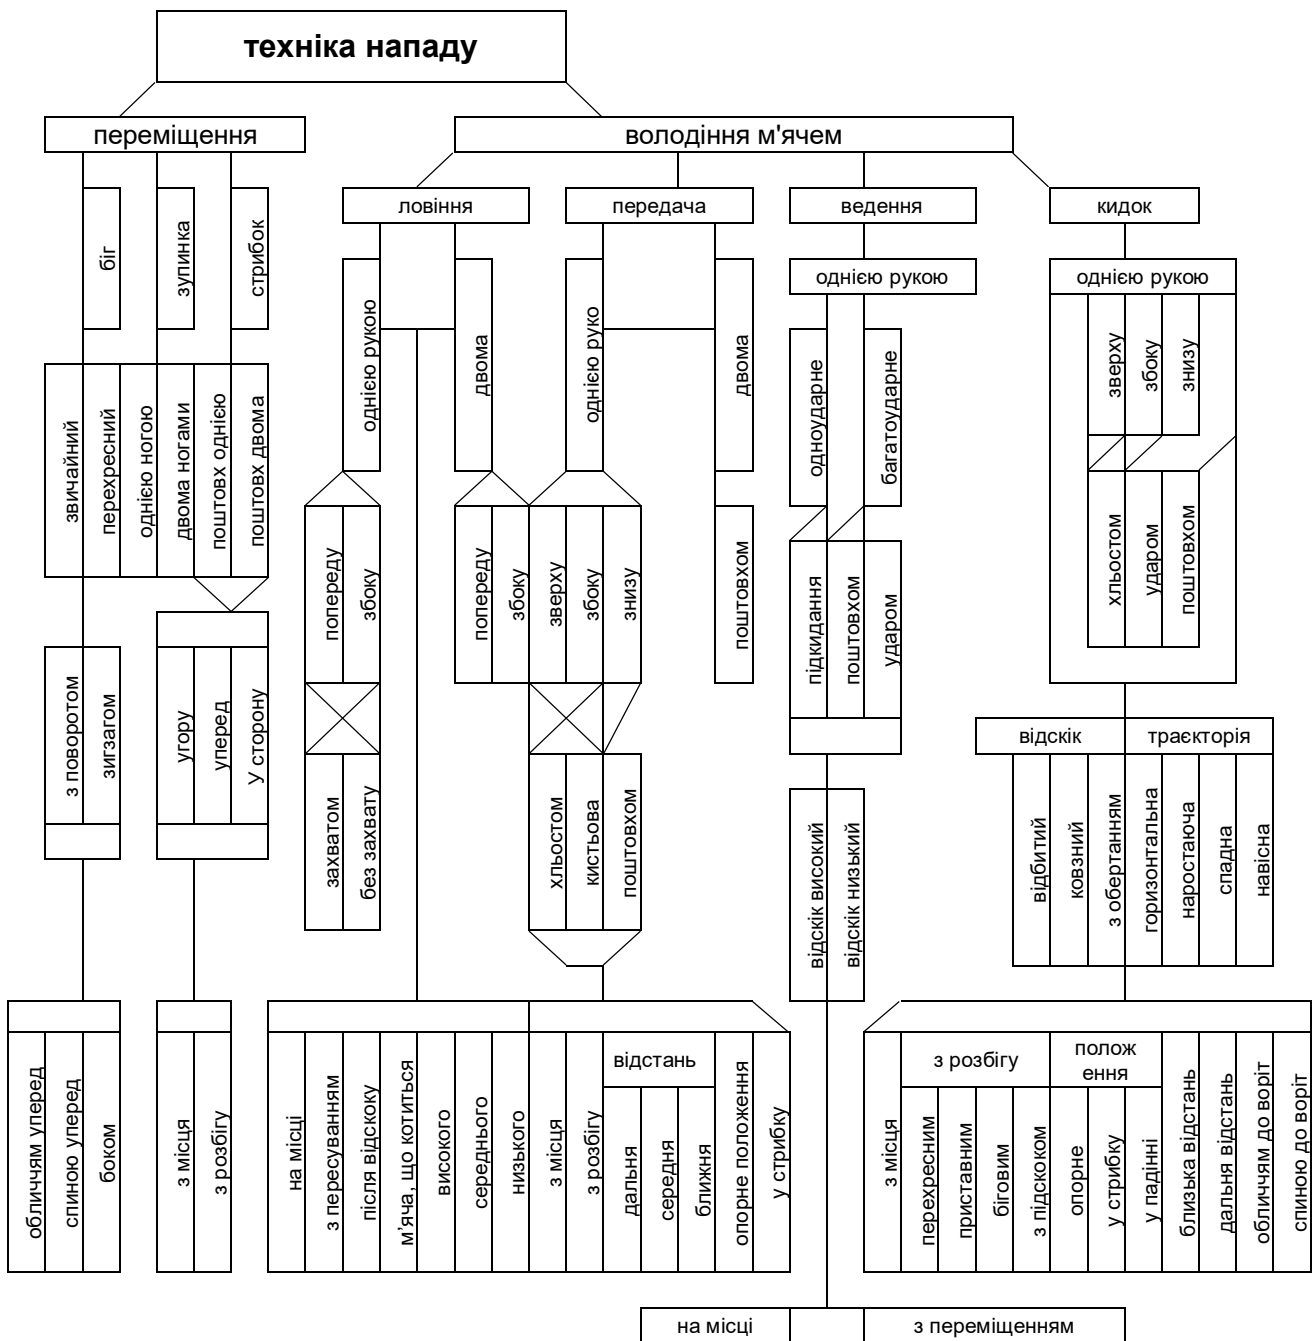 техніка нападу
переміщення
володіння м'ячем
ловіння
передача
ведення
кидок
біг
зупинка
стрибок
однією рукою
двома
однією руко
двома
однією рукою
однією рукою
одноударне
багатоударне
зверху
збоку
знизу
звичайний
перехресний
однією ногою
двома ногами
поштовх однією
поштовх двома
попереду
збоку
попереду
збоку
зверху
збоку
знизу
поштовхом
підкидання
поштовхом
ударом
хльостом
ударом
поштовхом
з поворотом
зигзагом
угору
уперед
У сторону
захватом
без захвату
хльостом
кистьова
поштовхом
відскік високий
відскік низький
відскік
траєкторія
відбитий
ковзний
з обертанням
горизонтальна
наростаюча
спадна
навісна
обличчям уперед
спиною уперед
боком
з місця
з розбігу
на місці
з пересуванням
після відскоку
м'яча, що котиться
високого
середнього
низького
з місця
з розбігу
відстань
дальня
середня
ближня
опорне положення
у стрибку
з місця
з розбігу
перехресним
приставним
біговим
з підскоком
полож
ення
опорне
у стрибку
у падінні
близька відстань
дальня відстань
обличчям до воріт
спиною до воріт
на місці
з переміщенням